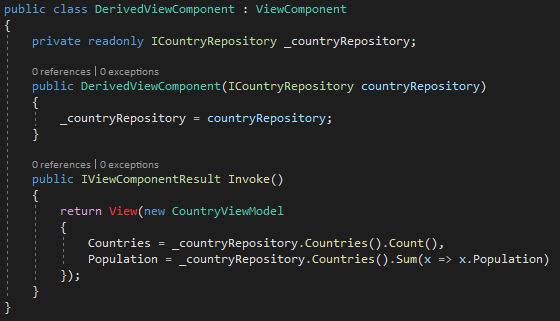 public class DerivedViewComponent : ViewComponent
{
    private readonly ICountryRepository _countryRepository;

    0 references | 0 exceptions
    public DerivedViewComponent(ICountryRepository countryRepository)
    {
        _countryRepository = countryRepository;
    }

    0 references | 0 exceptions
    public IViewComponentResult Invoke()
    {
        return View(new CountryViewModel
        {
            Countries = _countryRepository.Countries().Count(),
            Population = _countryRepository.Countries().Sum(x => x.Population)
        });
    }
}